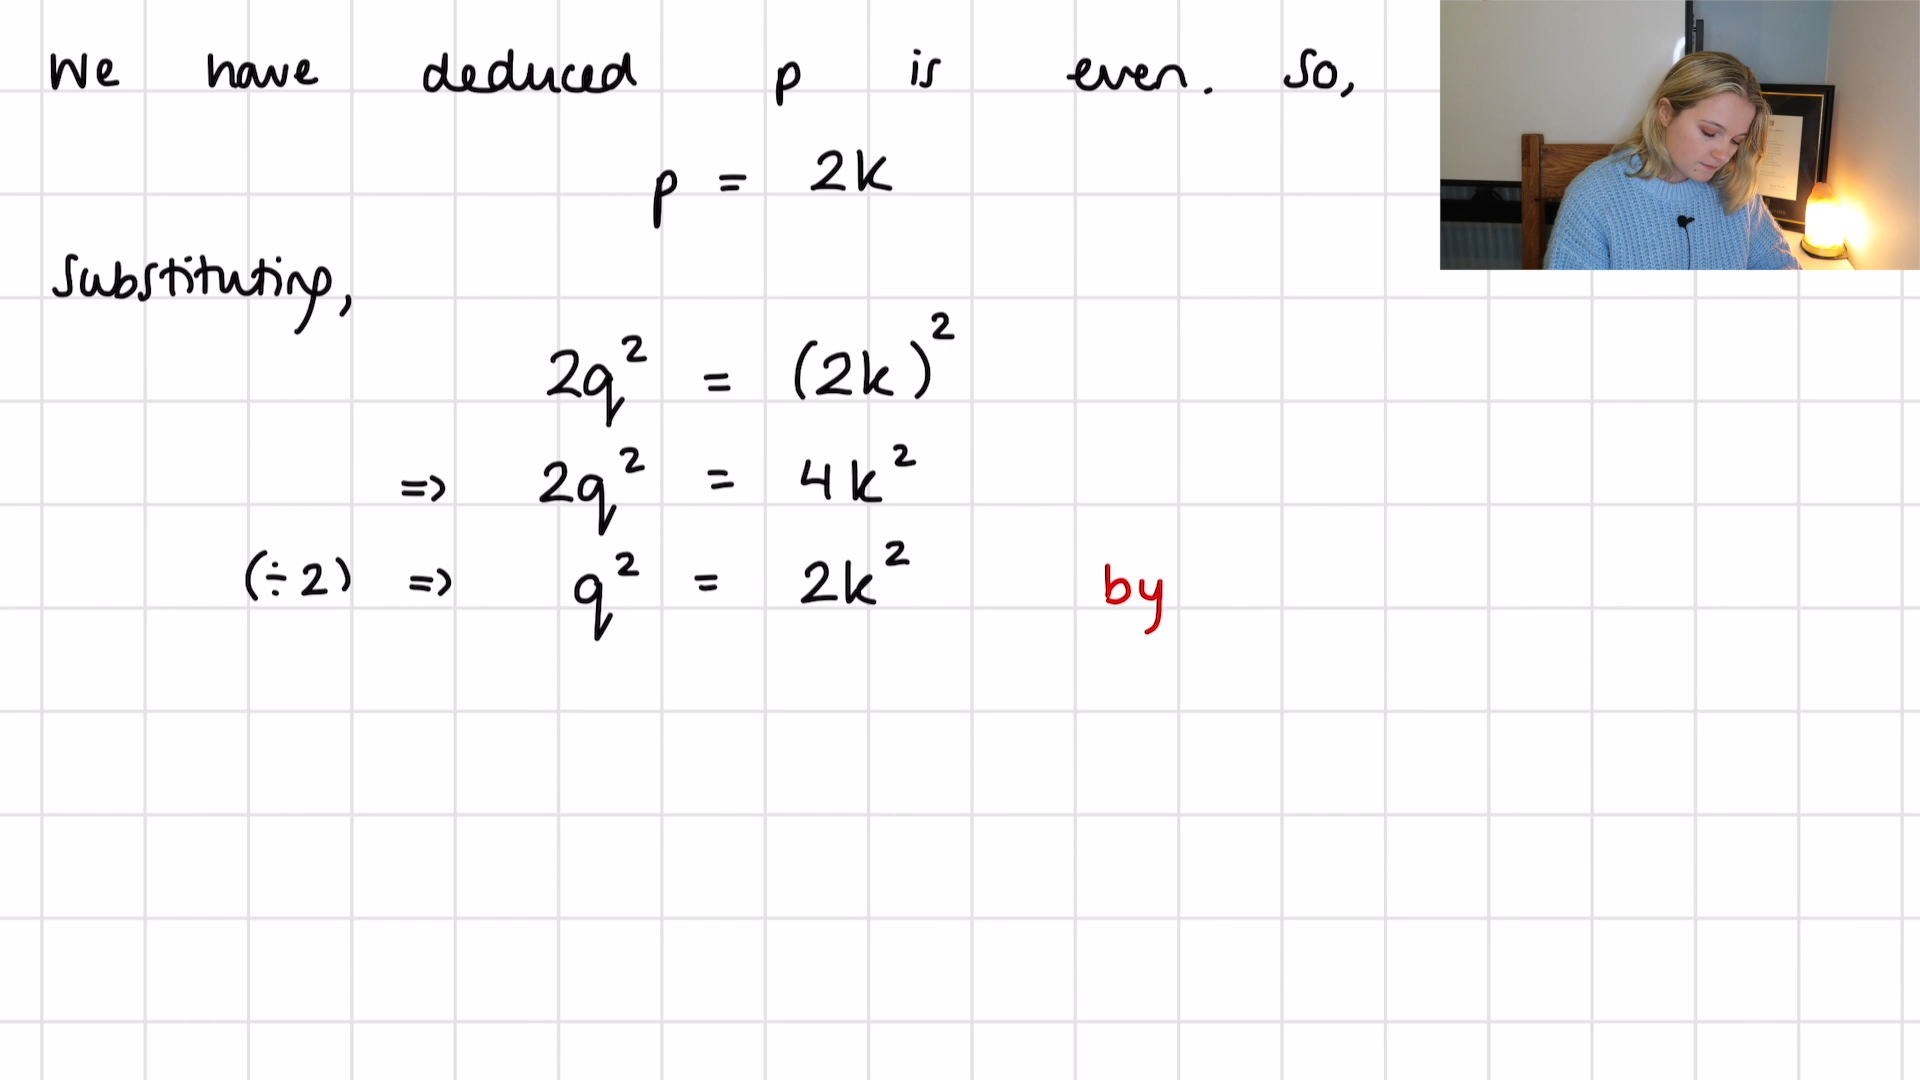 We have deduced p is even. So,
p = 2k
Substituting,
2q² = (2k)²
=> 2q² = 4k²
(÷2) => q² = 2k² by